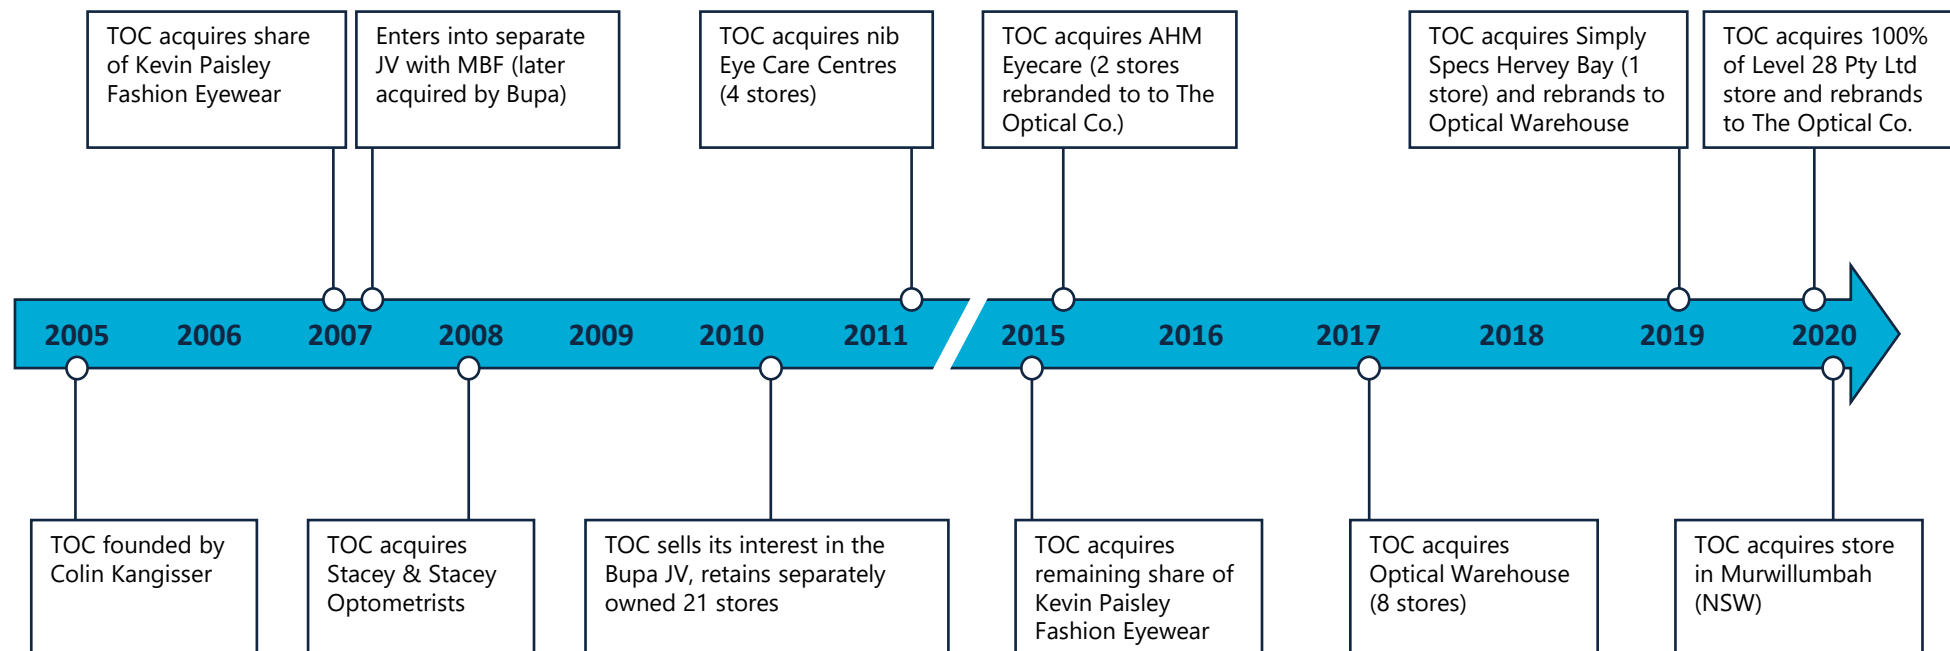 TOC acquires share
of Kevin Paisley
Fashion Eyewear
Enters into separate
JV with MBF (later
acquired by Bupa)
TOC acquires nib
Eye Care Centres
(4 stores)
TOC acquires AHM
Eyecare (2 stores
rebranded to to The
Optical Co.)
TOC acquires Simply
Specs Hervey Bay (1
store) and rebrands to
Optical Warehouse
TOC acquires 100%
of Level 28 Pty Ltd
store and rebrands
to The Optical Co.
2005 2006 2007 2008 2009 2010 2011 2015 2016 2017 2018 2019 2020
TOC founded by
Colin Kangisser
TOC acquires
Stacey & Stacey
Optometrists
TOC sells its interest in the
Bupa JV, retains separately
owned 21 stores
TOC acquires
remaining share of
Kevin Paisley
Fashion Eyewear
TOC acquires
Optical Warehouse
(8 stores)
TOC acquires store
in Murwillumbah
(NSW)